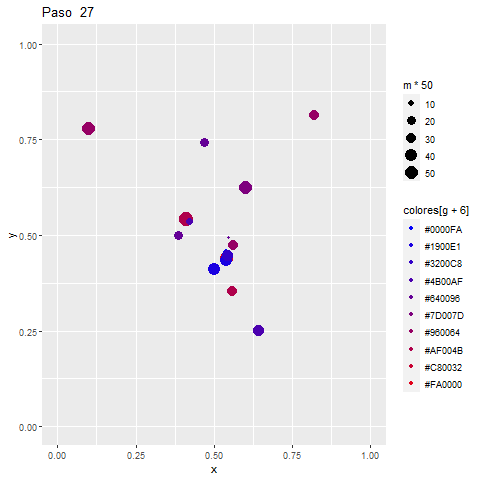 Paso  27
1.00
0.75
0.50
0.25
0.00
y
0.00
0.25
0.50
0.75
1.00
x
m * 50
10
20
30
40
50
colores[g + 6]
#0000FA
#1900E1
#3200C8
#4B00AF
#640096
#7D007D
#960064
#AF004B
#C80032
#FA0000